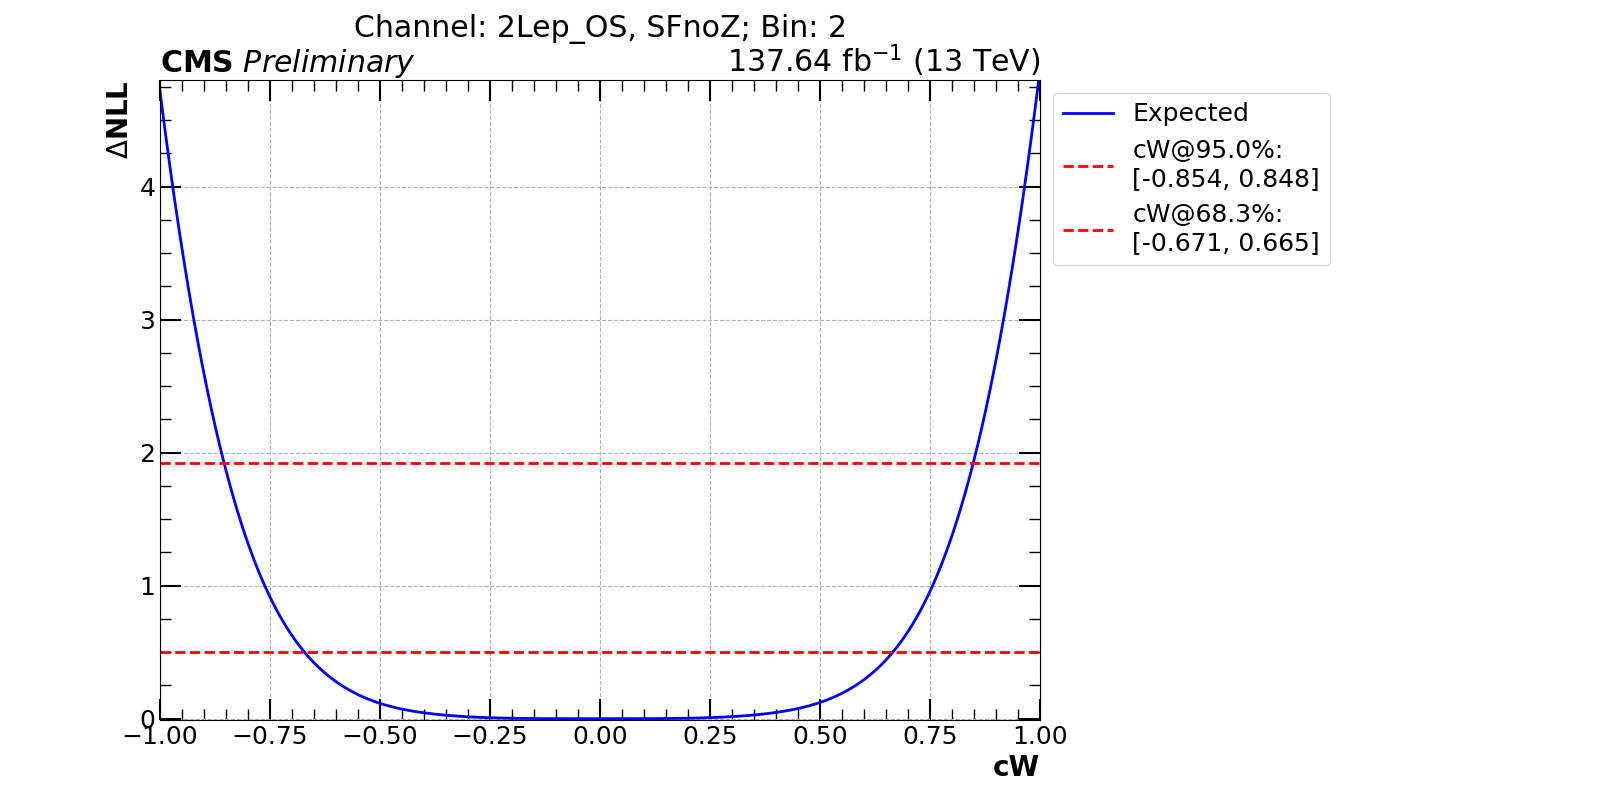 Channel: 2Lep_OS, SFnoZ; Bin: 2
CMS Preliminary
137.64 fb⁻¹ (13 TeV)
ΔNLL
4
3
2
1
0
−1.00
−0.75
−0.50
−0.25
0.00
0.25
0.50
0.75
1.00
cW
Expected
cW@95.0%:
[-0.854, 0.848]
cW@68.3%:
[-0.671, 0.665]